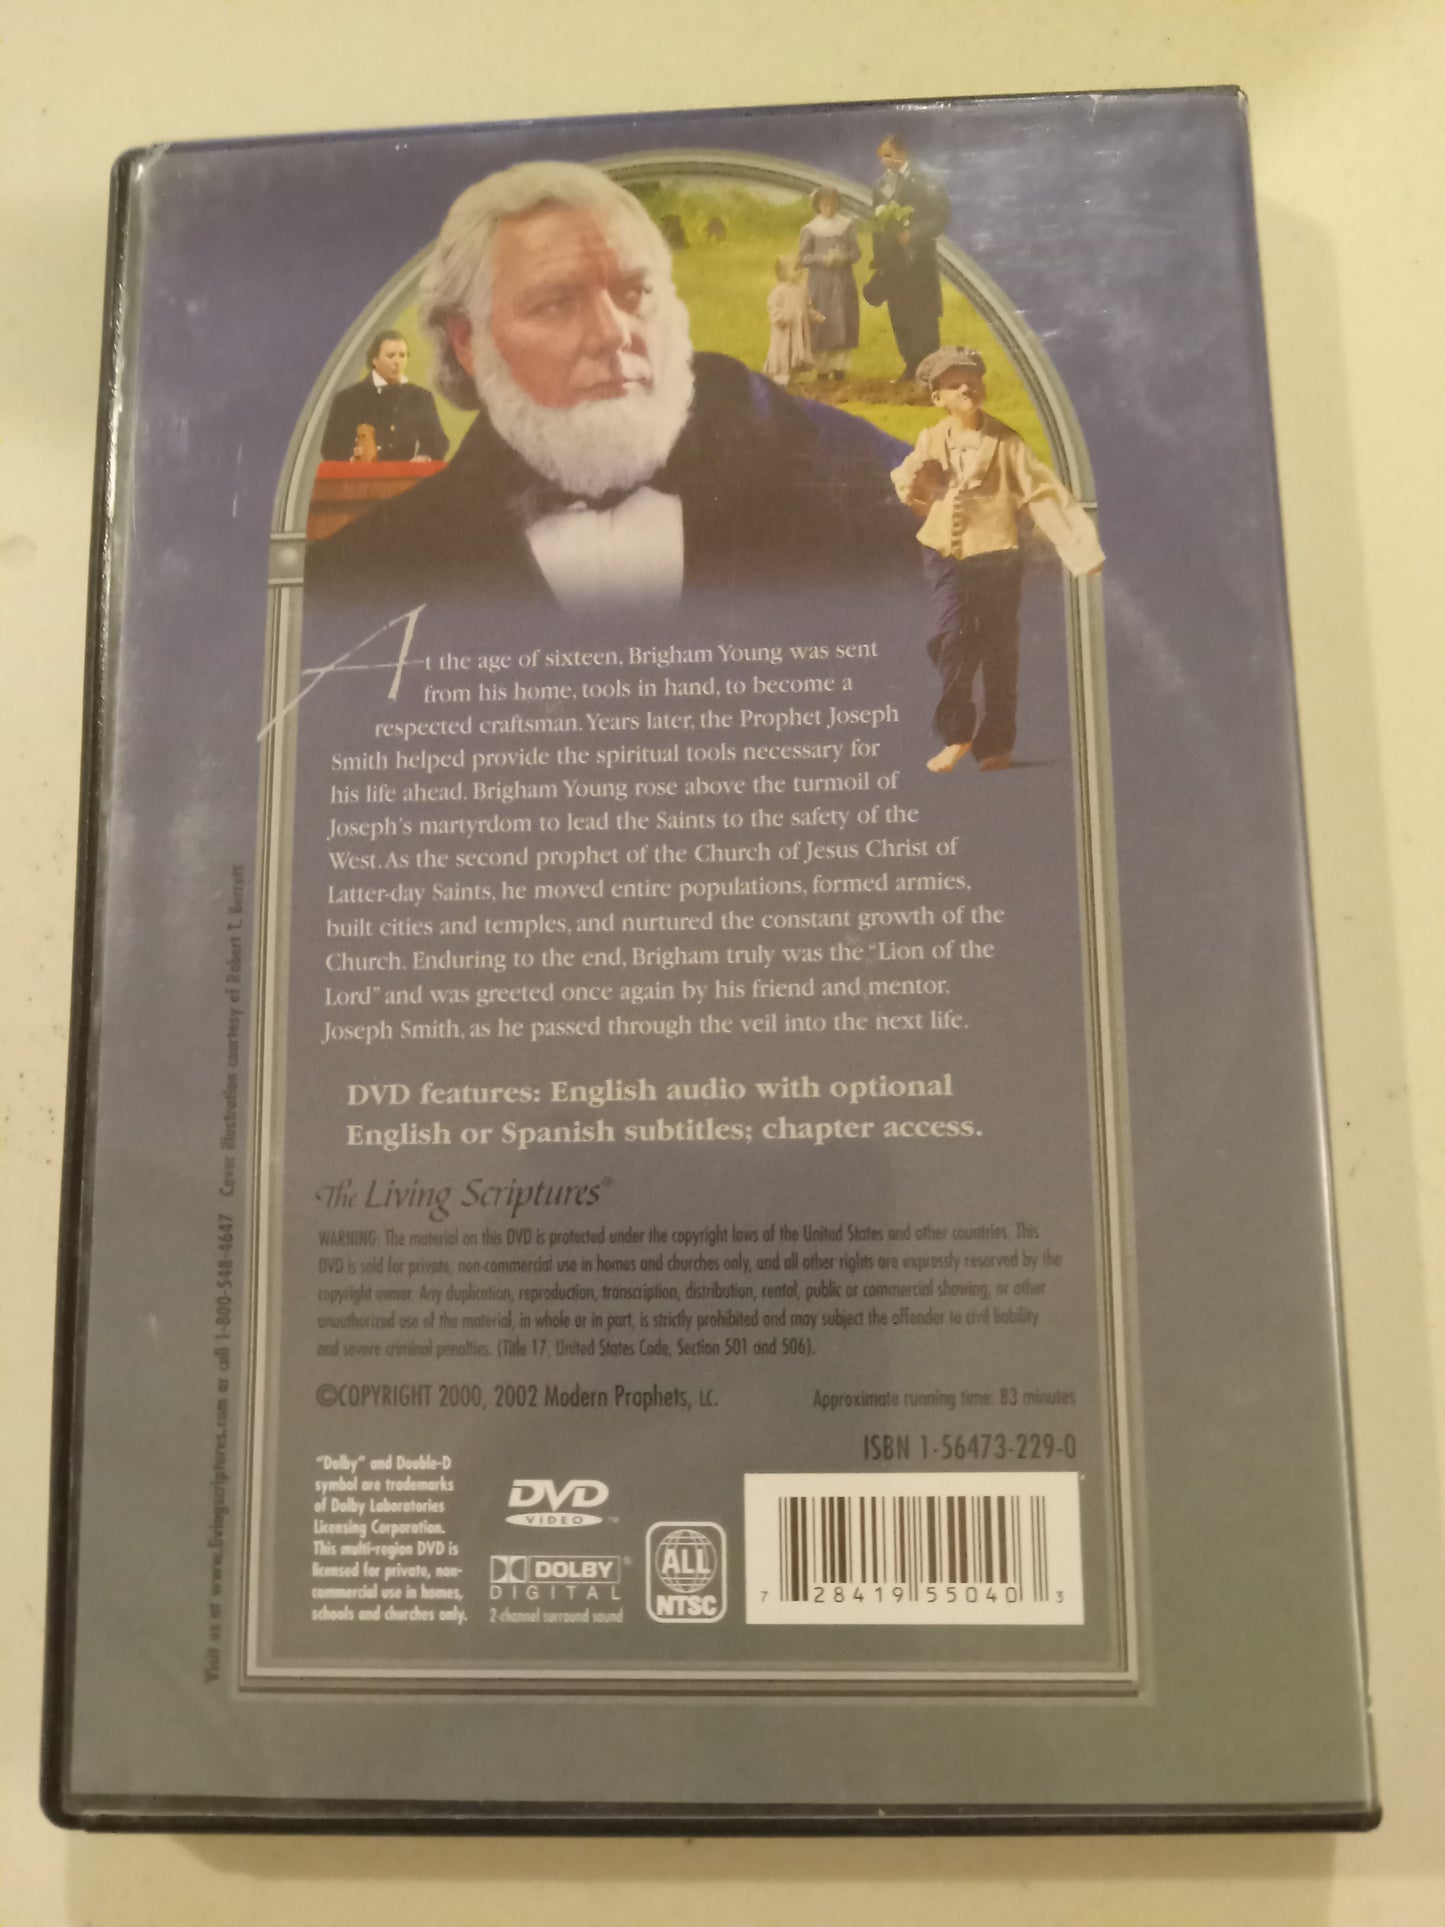 At the age of sixteen, Brigham Young was sent
from his home, tools in hand, to become a
respected craftsman. Years later, the Prophet Joseph
Smith helped provide the spiritual tools necessary for
his life ahead. Brigham Young rose above the turmoil of
Joseph's martyrdom to lead the Saints to the safety of the
West. As the second prophet of the Church of Jesus Christ of
Latter-day Saints, he moved entire populations, formed armies,
built cities and temples, and nurtured the constant growth of the
Church. Enduring to the end, Brigham truly was the "Lion of the
Lord" and was greeted once again by his friend and mentor,
Joseph Smith, as he passed through the veil into the next life.
DVD features: English audio with optional
English or Spanish subtitles; chapter access.
The Living Scriptures®
WARNING: The material on this DVD is protected under the copyright laws of the United States and other countries. This
DVD is sold for private, non-commercial use in homes and churches only, and all other rights are expressly reserved by the
copyright owner. Any duplication, reproduction, transcription, distribution, rental, public or commercial showing, or other
unauthorized use of the material, in whole or in part, is strictly prohibited and may subject the offender to civil liability
and severe criminal penalties. (Title 17, United States Code, Section 501 and 506).
©COPYRIGHT 2000, 2002 Modern Prophets, LC.
Approximate running time: 83 minutes
ISBN 1-56473-229-0
"Dolby" and Double-D
symbol are trademarks
of Dolby Laboratories
Licensing Corporation.
This multi-region DVD is
licensed for private, non-
commercial use in homes,
schools and churches only.
DVD
VIDEO ™
DOLBY ®
DIGITAL
2-channel surround sound
ALL
NTSC
7 28419 55040 3
Visit us at www.livingscriptures.com or call 1-800-548-4647 Cover illustration courtesy of Robert T. Barrett